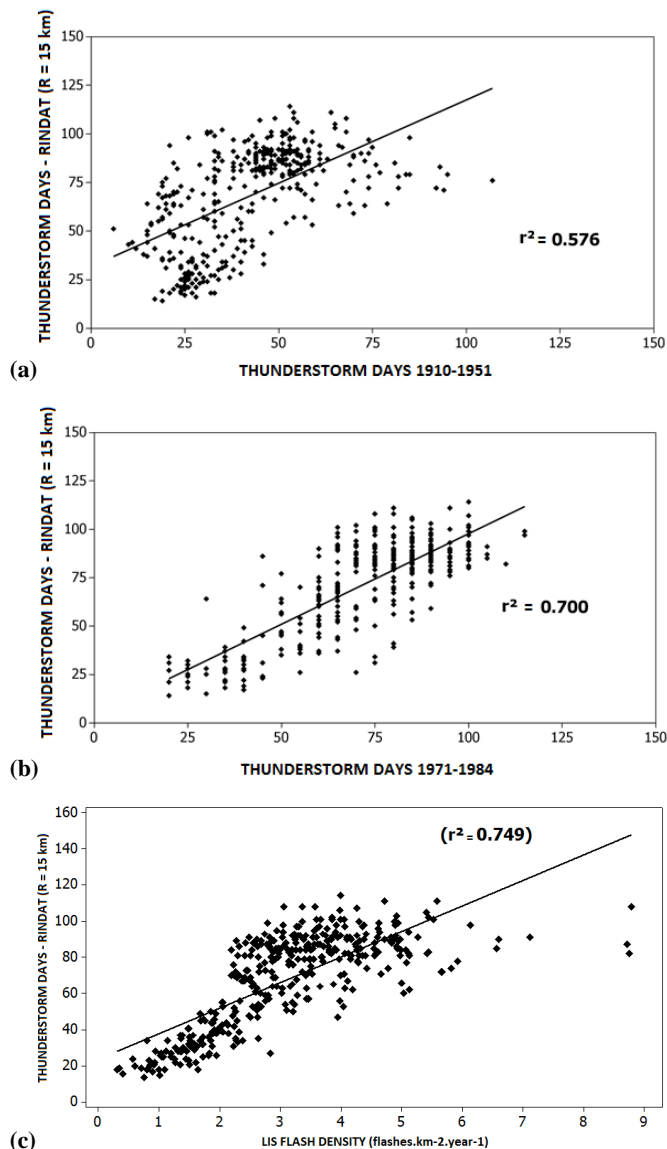 THUNDERSTORM DAYS - RINDAT (R = 15 km)
150
125
100
75
50
25
0
r² = 0.576
0 25 50 75 100 125 150
(a)
THUNDERSTORM DAYS 1910-1951
THUNDERSTORM DAYS - RINDAT (R = 15 km)
150
125
100
75
50
25
0
r² = 0.700
0 25 50 75 100 125 150
(b)
THUNDERSTORM DAYS 1971-1984
THUNDERSTORM DAYS - RINDAT (R = 15 km)
160
140
120
100
80
60
40
20
0
(r² = 0.749)
0 1 2 3 4 5 6 7 8 9
(c)
LIS FLASH DENSITY (flashes.km-2.year-1)